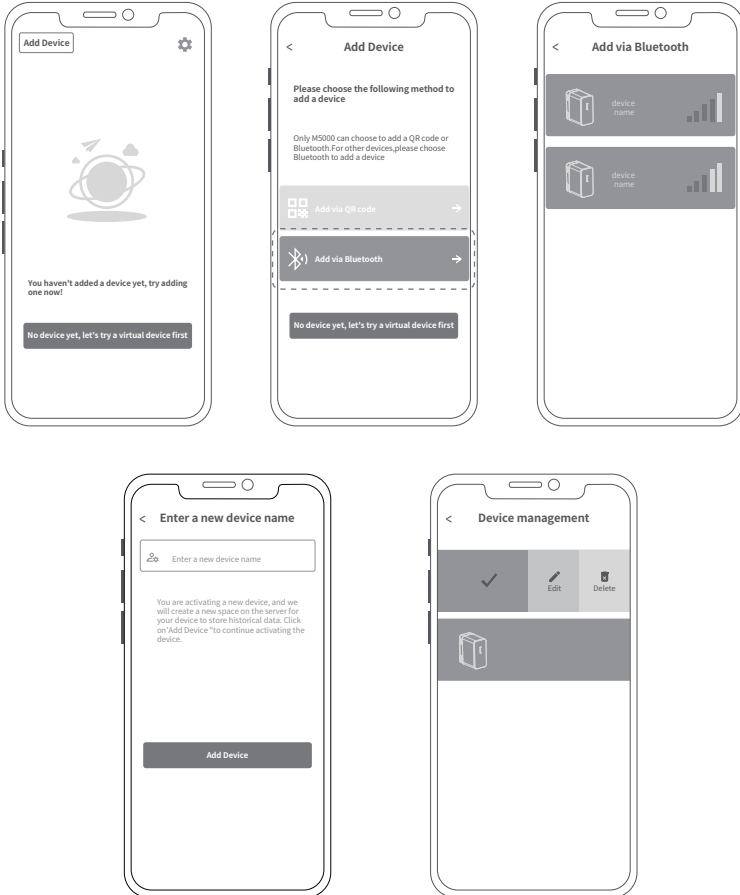 Add Device
You haven't added a device yet, try adding
one now!
No device yet, let's try a virtual device first
<
Add Device
Please choose the following method to
add a device
Only M5000 can choose to add a QR code or
Bluetooth.For other devices,please choose
Bluetooth to add a device
Add via QR code
Add via Bluetooth
No device yet, let's try a virtual device first
<
Add via Bluetooth
device
name
device
name
<
Enter a new device name
Enter a new device name
You are activating a new device, and we
will create a new space on the server for
your device to store historical data. Click
on'Add Device "to continue activating the
device.
Add Device
<
Device management
Edit
Delete